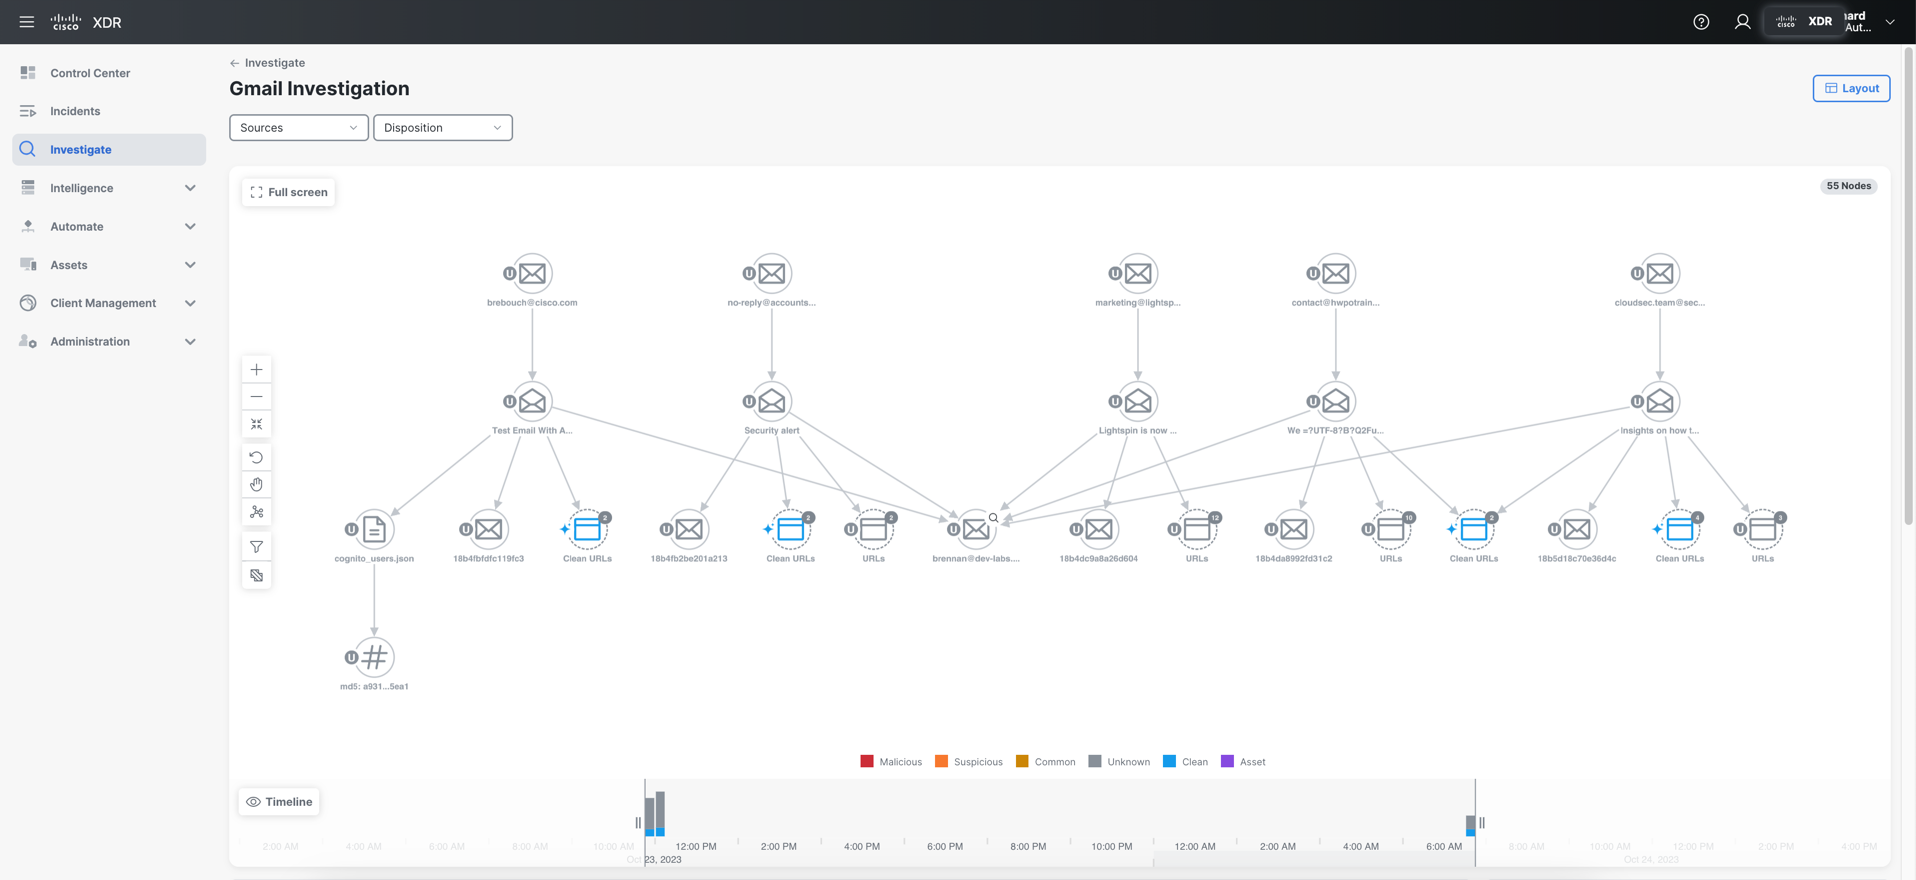 CISCO XDR
CISCO XDR
ard
Aut...
Control Center
Incidents
Investigate
Intelligence
Automate
Assets
Client Management
Administration
Investigate
Gmail Investigation
Layout
Sources
Disposition
Full screen
55 Nodes
U
brebouch@cisco.com
U
no-reply@accounts...
U
marketing@lightsp...
U
contact@hwpotrain...
U
cloudsec.team@sec...
U
Test Email With A...
U
Security alert
U
Lightspin is now ...
U
We =?UTF-8?B?Q2Fu...
U
Insights on how t...
U
cognito_users.json
U
18b4fbfdfc119fc3
2
Clean URLs
U
18b4fb2be201a213
2
Clean URLs
U 2
URLs
U
brennan@dev-labs....
U
18b4dc9a8a26d604
U 12
URLs
U
18b4da8992fd31c2
U 10
URLs
2
Clean URLs
U
18b5d18c70e36d4c
4
Clean URLs
U 3
URLs
U #
md5: a931...5ea1
Malicious Suspicious Common Unknown Clean Asset
Timeline
2:00 AM 4:00 AM 6:00 AM 8:00 AM 10:00 AM 12:00 PM 2:00 PM 4:00 PM 6:00 PM 8:00 PM 10:00 PM 12:00 AM 2:00 AM 4:00 AM 6:00 AM 8:00 AM 10:00 AM 12:00 PM 2:00 PM 4:00 PM
Oct 23, 2023 Oct 24, 2023